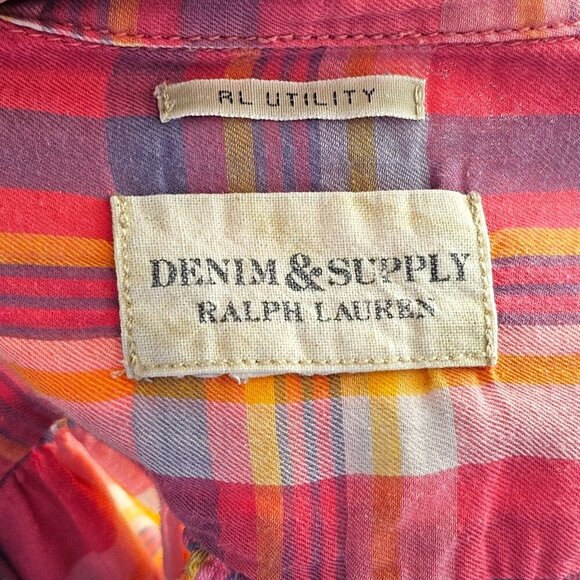 RL UTILITY
DENIM & SUPPLY
RALPH LAUREN